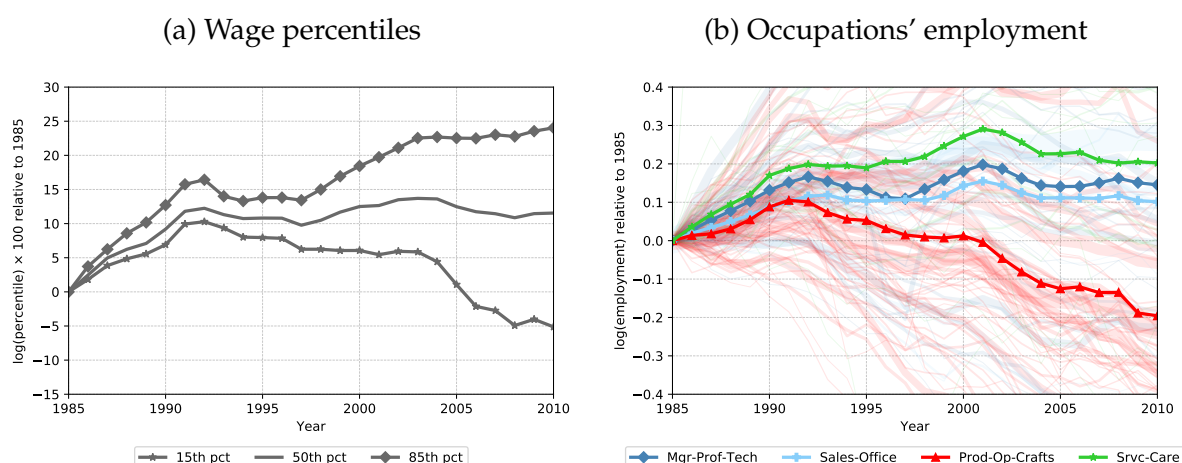 (a) Wage percentiles
log(percentile) × 100 relative to 1985
30
25
20
15
10
5
0
−5
−10
−15
1985 1990 1995 2000 2005 2010
Year
15th pct 50th pct 85th pct
(b) Occupations’ employment
log(employment) relative to 1985
0.4
0.3
0.2
0.1
0.0
−0.1
−0.2
−0.3
−0.4
1985 1990 1995 2000 2005 2010
Year
Mgr-Prof-Tech Sales-Office Prod-Op-Crafts Srvc-Care